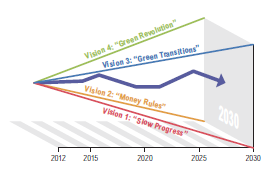 Vision 4: "Green Revolution"
Vision 3: "Green Transitions"
Vision 2: "Money Rules"
Vision 1: "Slow Progress"
2030
2012 2015 2020 2025 2030